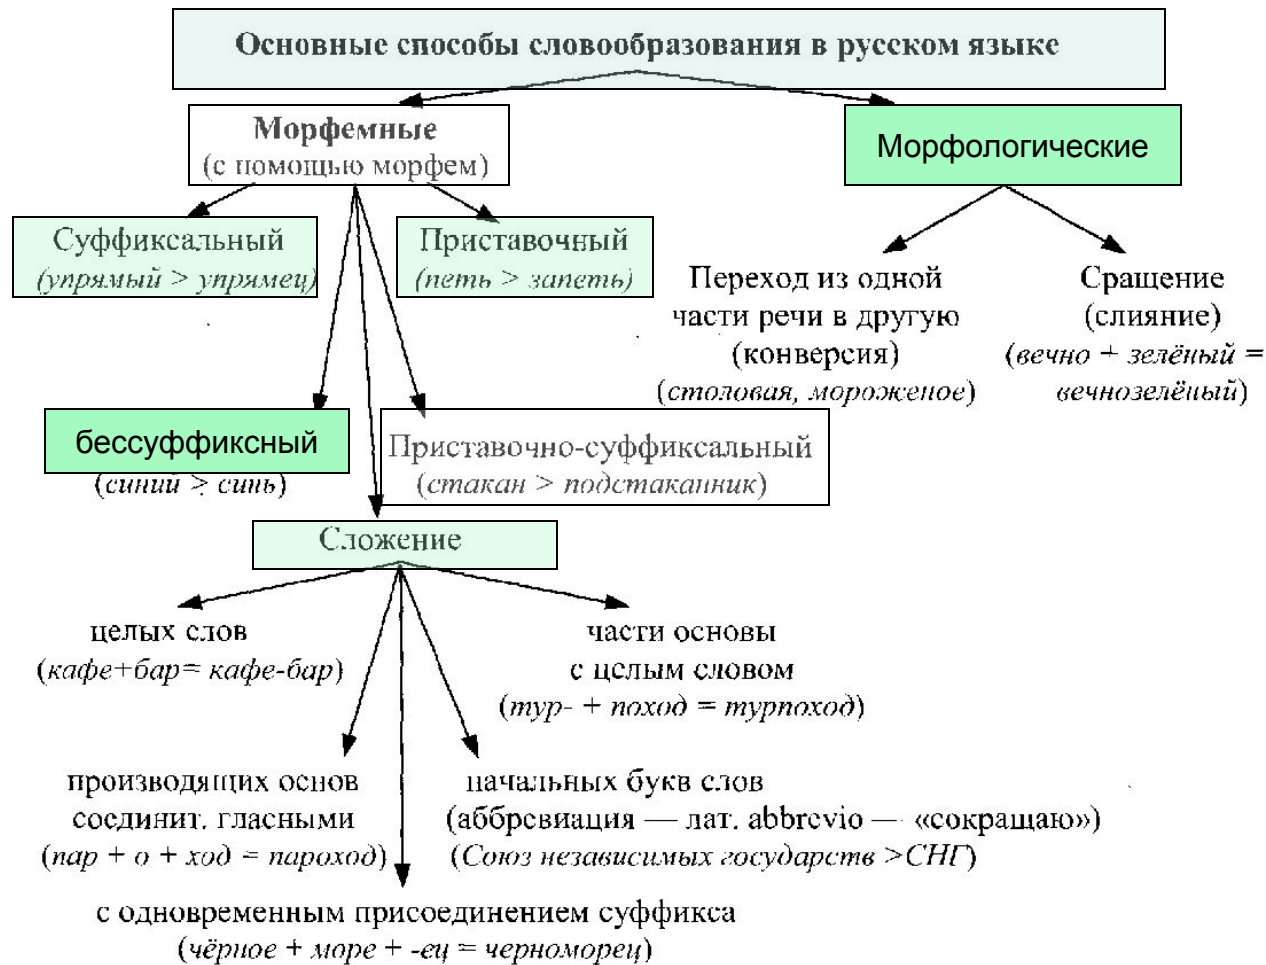 Основные способы словообразования в русском языке
Морфемные
(с помощью морфем)
Морфологические
Суффиксальный
(упрямый > упрямец)
Приставочный
(петь > запеть)
Переход из одной
части речи в другую
(конверсия)
(столовая, мороженое)
Сращение
(слияние)
(вечно + зелёный =
вечнозелёный)
бессуффиксный
(синий > синь)
Приставочно-суффиксальный
(стакан > подстаканник)
Сложение
целых слов
(кафе+бар= кафе-бар)
части основы
с целым словом
(тур- + поход = турпоход)
производящих основ
соединит. гласными
(пар + о + ход = пароход)
начальных букв слов
(аббревиация — лат. abbrevio — «сокращаю»)
(Союз независимых государств >СНГ)
с одновременным присоединением суффикса
(чёрное + море + -ец = черноморец)